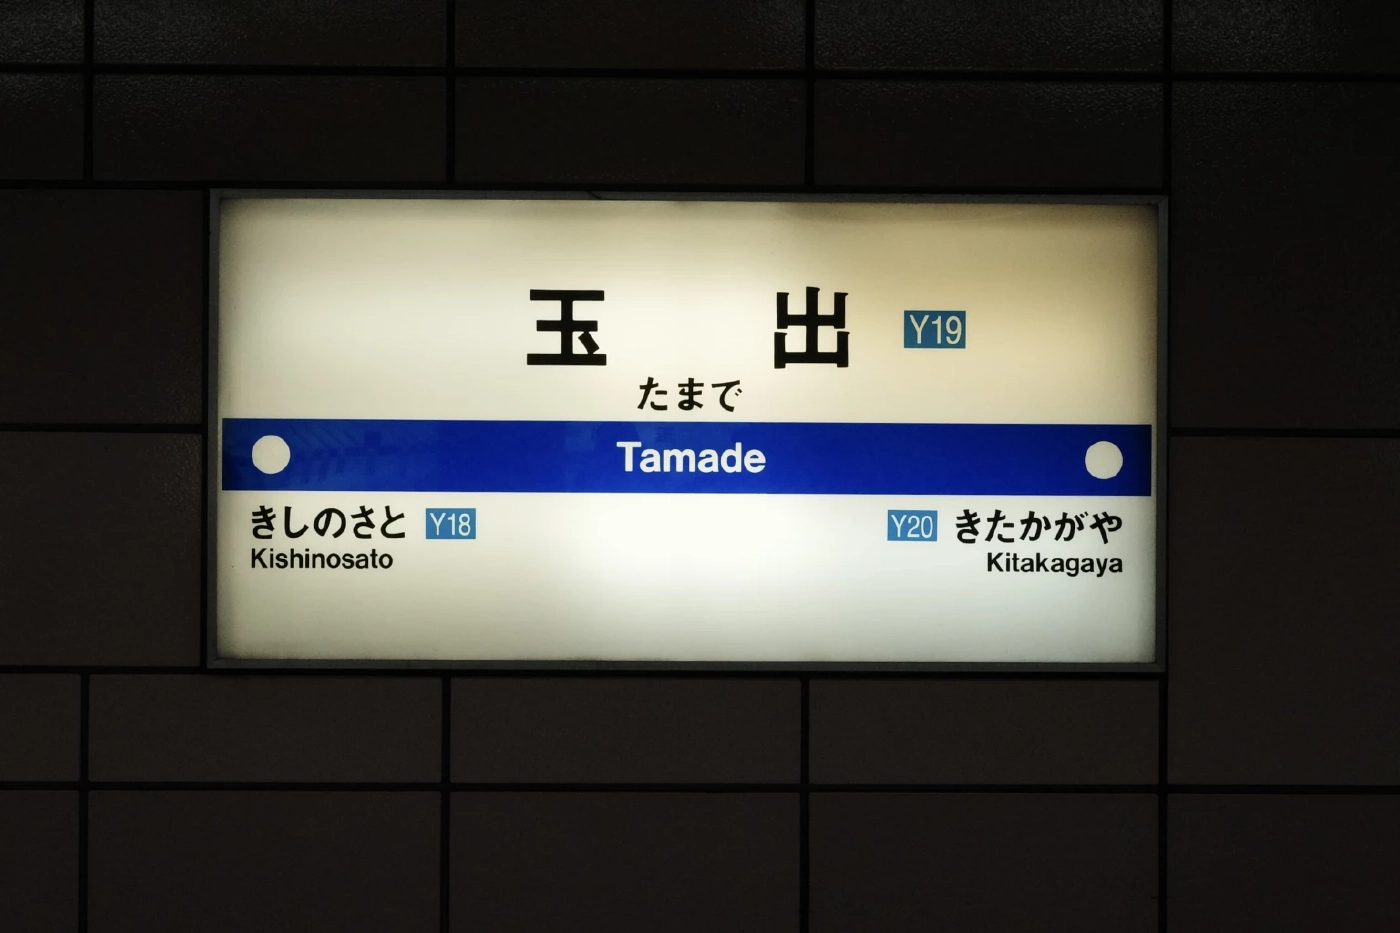 玉出 Y19
たまで
Tamade
きしのさと Y18
Kishinosato
Y20 きたかがや
Kitakagaya